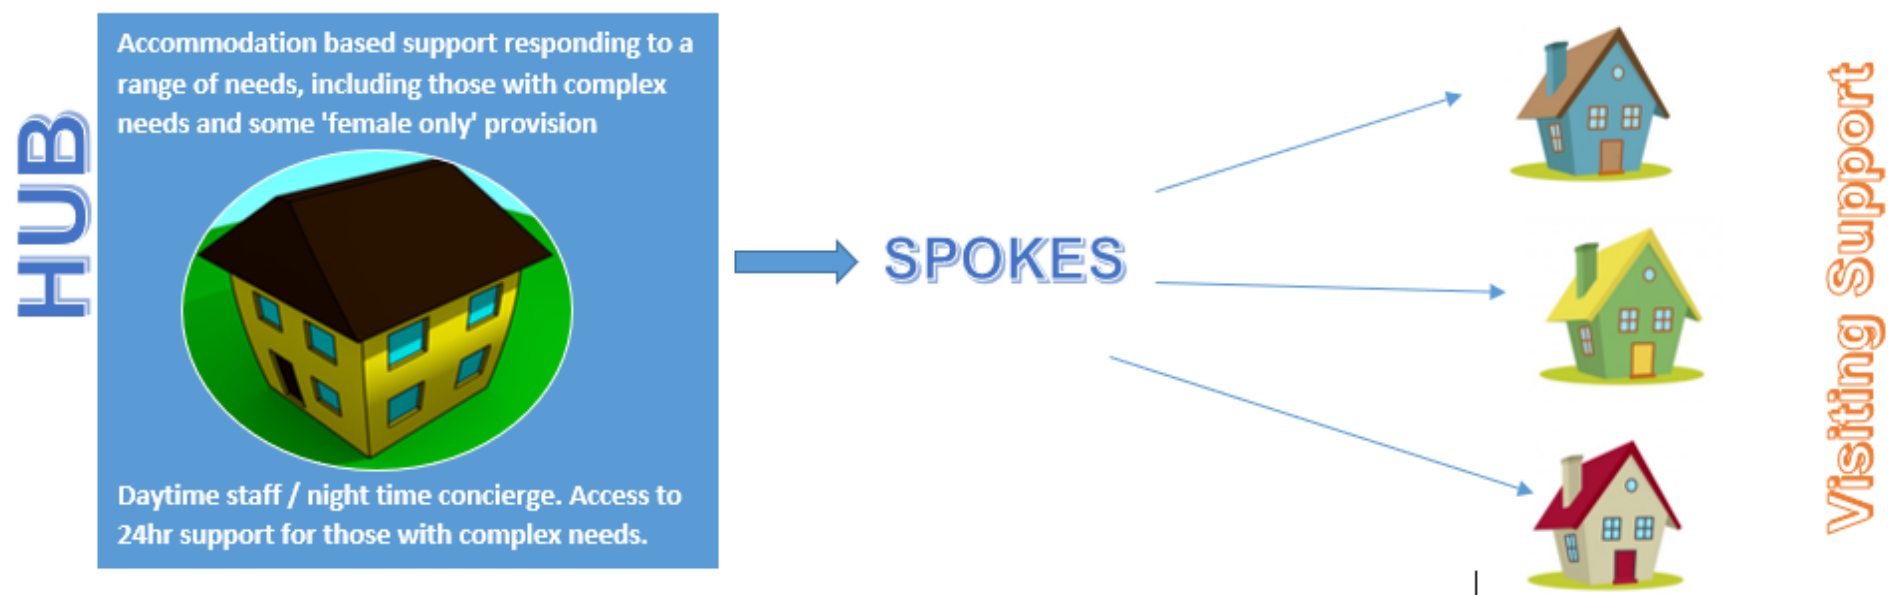 HUB
Accommodation based support responding to a
range of needs, including those with complex
needs and some 'female only' provision
Daytime staff / night time concierge. Access to
24hr support for those with complex needs.
SPOKES
Visiting Support